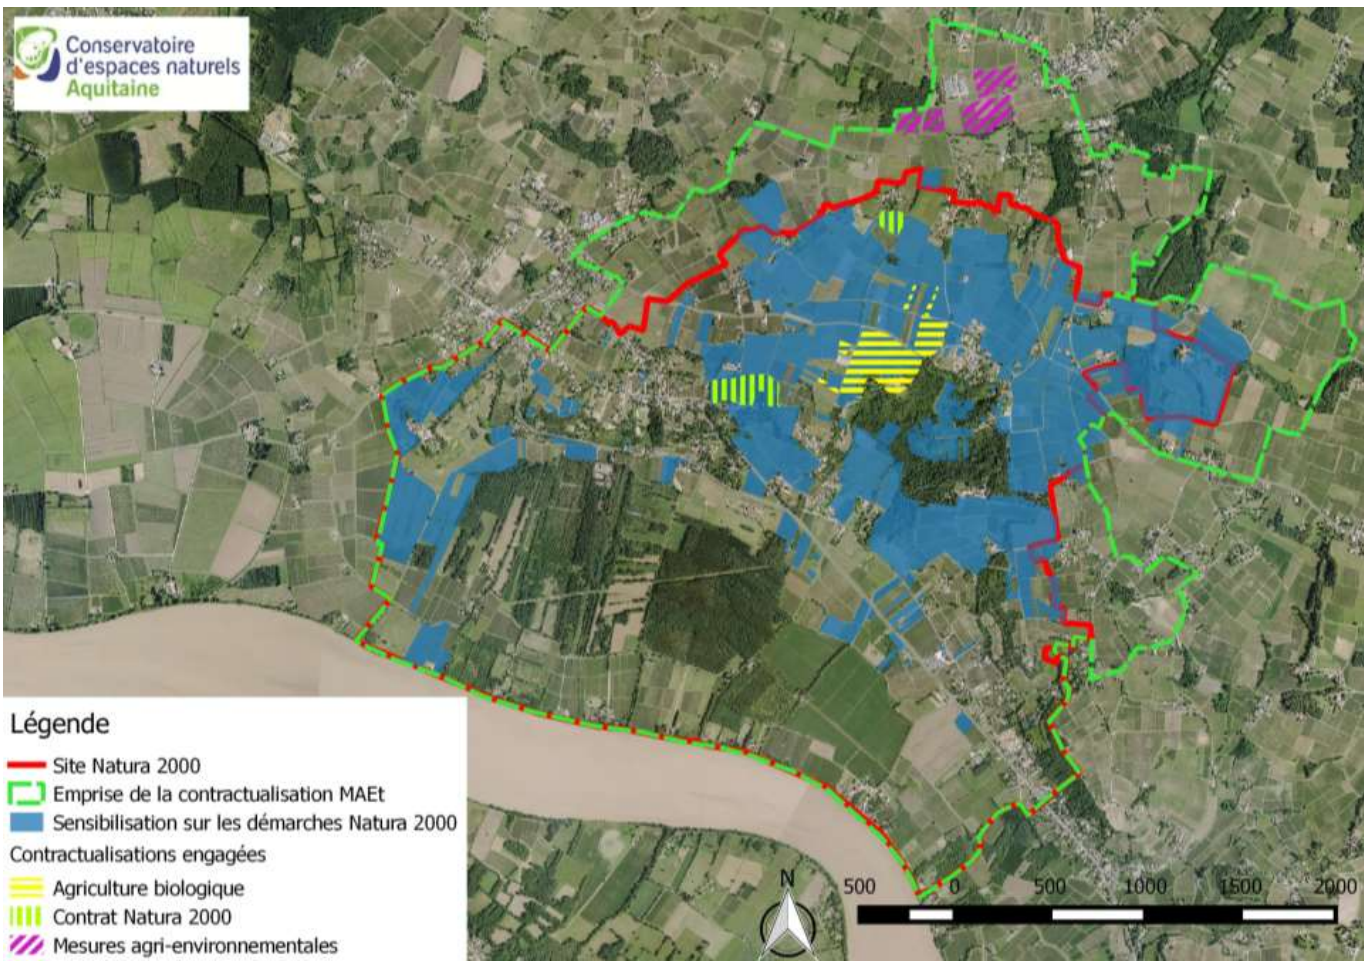 Conservatoire
d'espaces naturels
Aquitaine
Légende
Site Natura 2000
Emprise de la contractualisation MAEt
Sensibilisation sur les démarches Natura 2000
Contractualisations engagées
Agriculture biologique
Contrat Natura 2000
Mesures agri-environnementales
N
500 0 500 1000 1500 2000